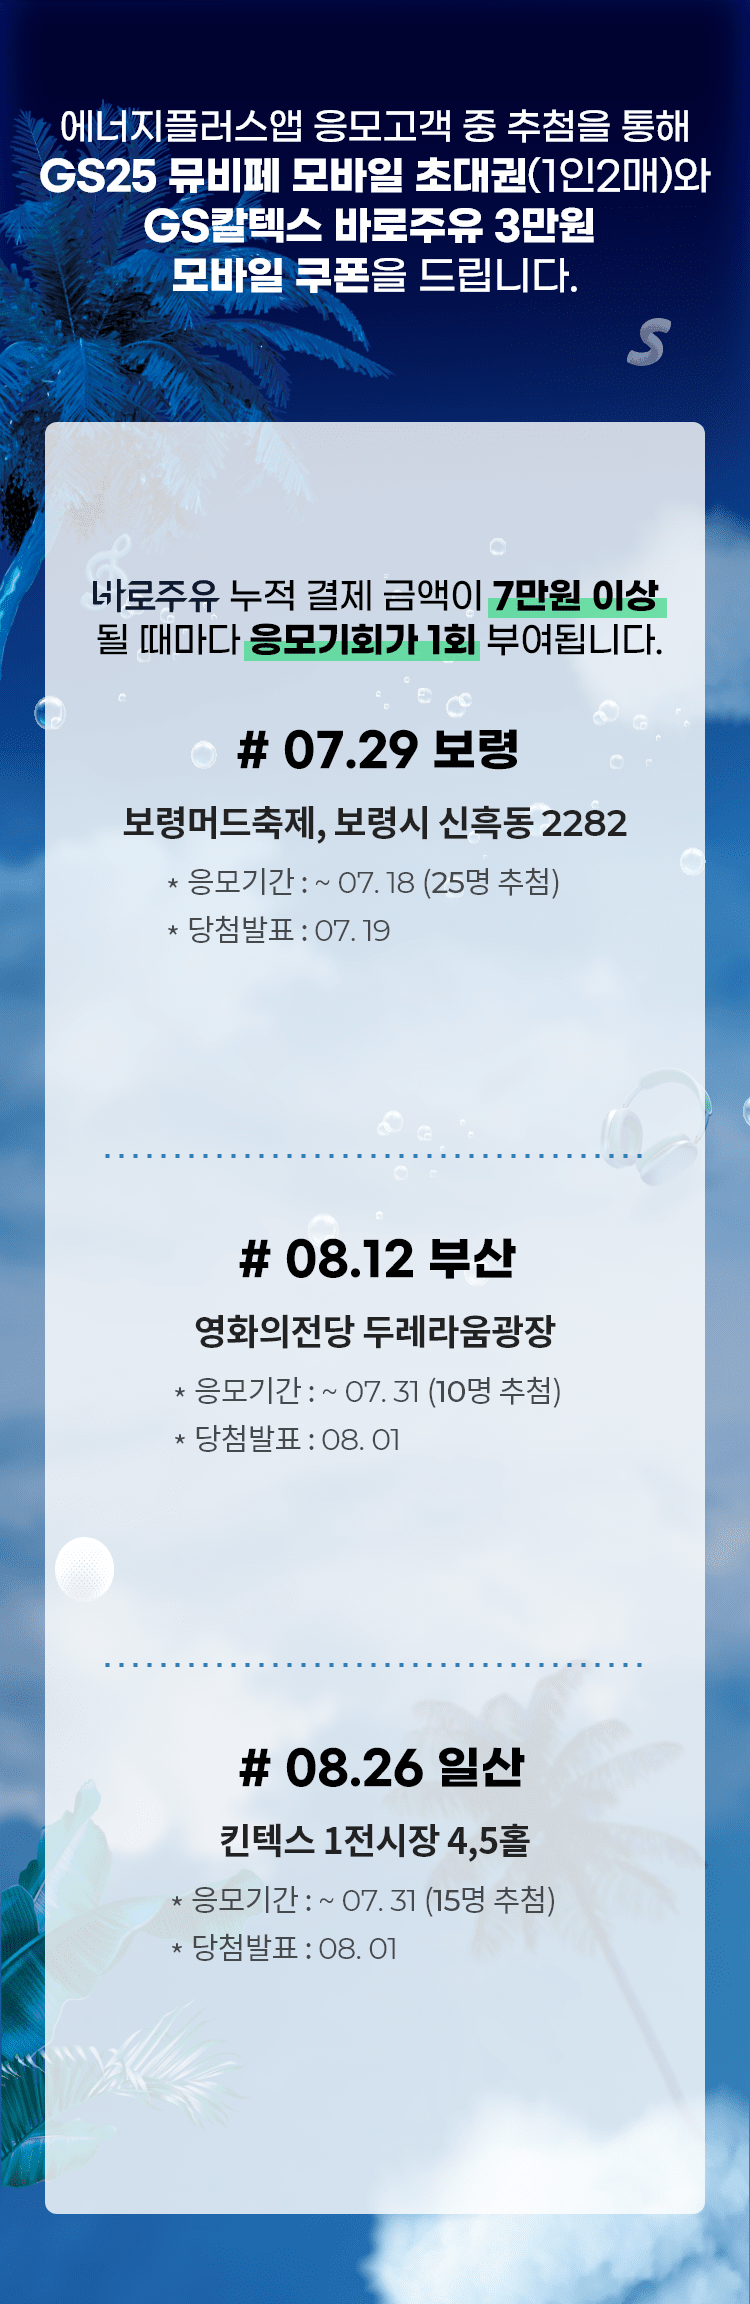 에너지플러스앱 응모고객 중 추첨을 통해
GS25 뮤비페 모바일 초대권(1인2매)와
GS칼텍스 바로주유 3만원
모바일 쿠폰을 드립니다.
S
바로주유 누적 결제 금액이 7만원 이상
될 때마다 응모기회가 1회 부여됩니다.
# 07.29 보령
보령머드축제, 보령시 신흑동 2282
* 응모기간 : ~ 07. 18 (25명 추첨)
* 당첨발표 : 07. 19
# 08.12 부산
영화의전당 두레라움광장
* 응모기간 : ~ 07. 31 (10명 추첨)
* 당첨발표 : 08. 01
# 08.26 일산
킨텍스 1전시장 4,5홀
* 응모기간 : ~ 07. 31 (15명 추첨)
* 당첨발표 : 08. 01